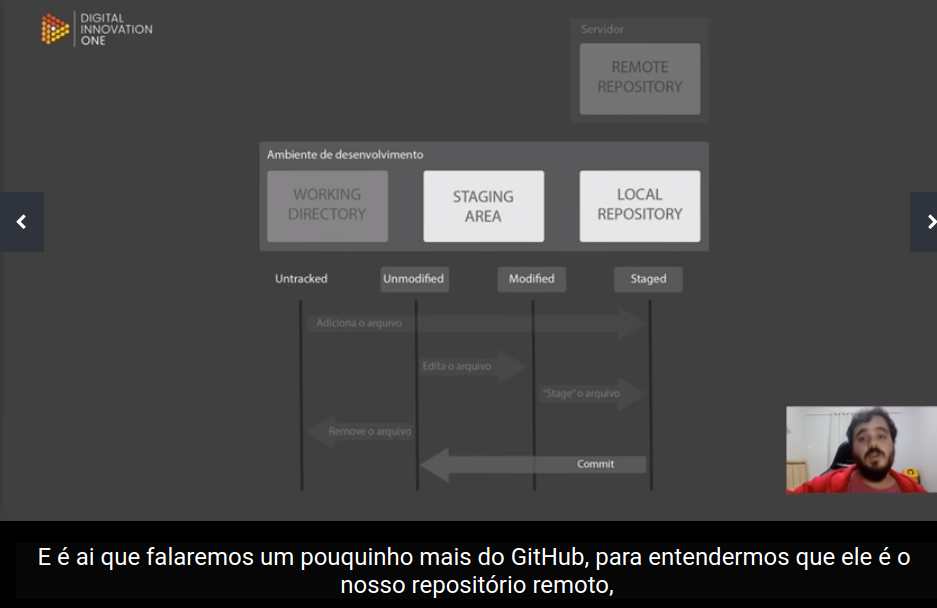 DIGITAL
INNOVATION
ONE
Servidor
REMOTE
REPOSITORY
Ambiente de desenvolvimento
WORKING
DIRECTORY
STAGING
AREA
LOCAL
REPOSITORY
Untracked
Unmodified
Modified
Staged
Adiciona o arquivo
Edita o arquivo
"Stage" o arquivo
Remove o arquivo
Commit
E é ai que falaremos um pouquinho mais do GitHub, para entendermos que ele é o
nosso repositório remoto,